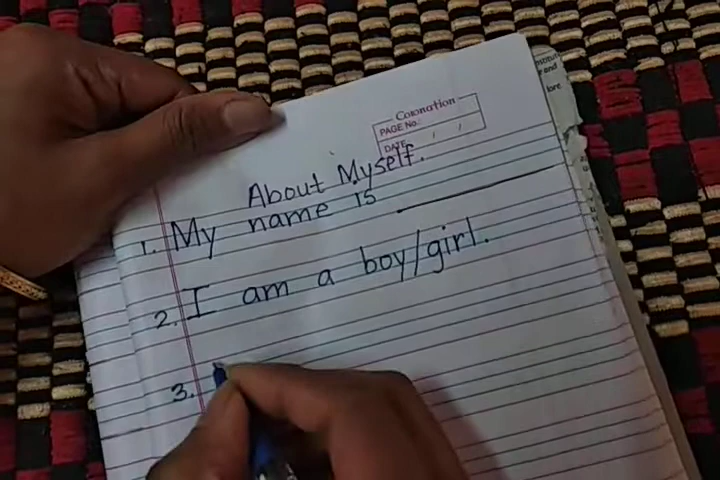 Coronation
PAGE No.:
DATE
About Myself.
1. My name is
2. I am a boy/girl.
3.